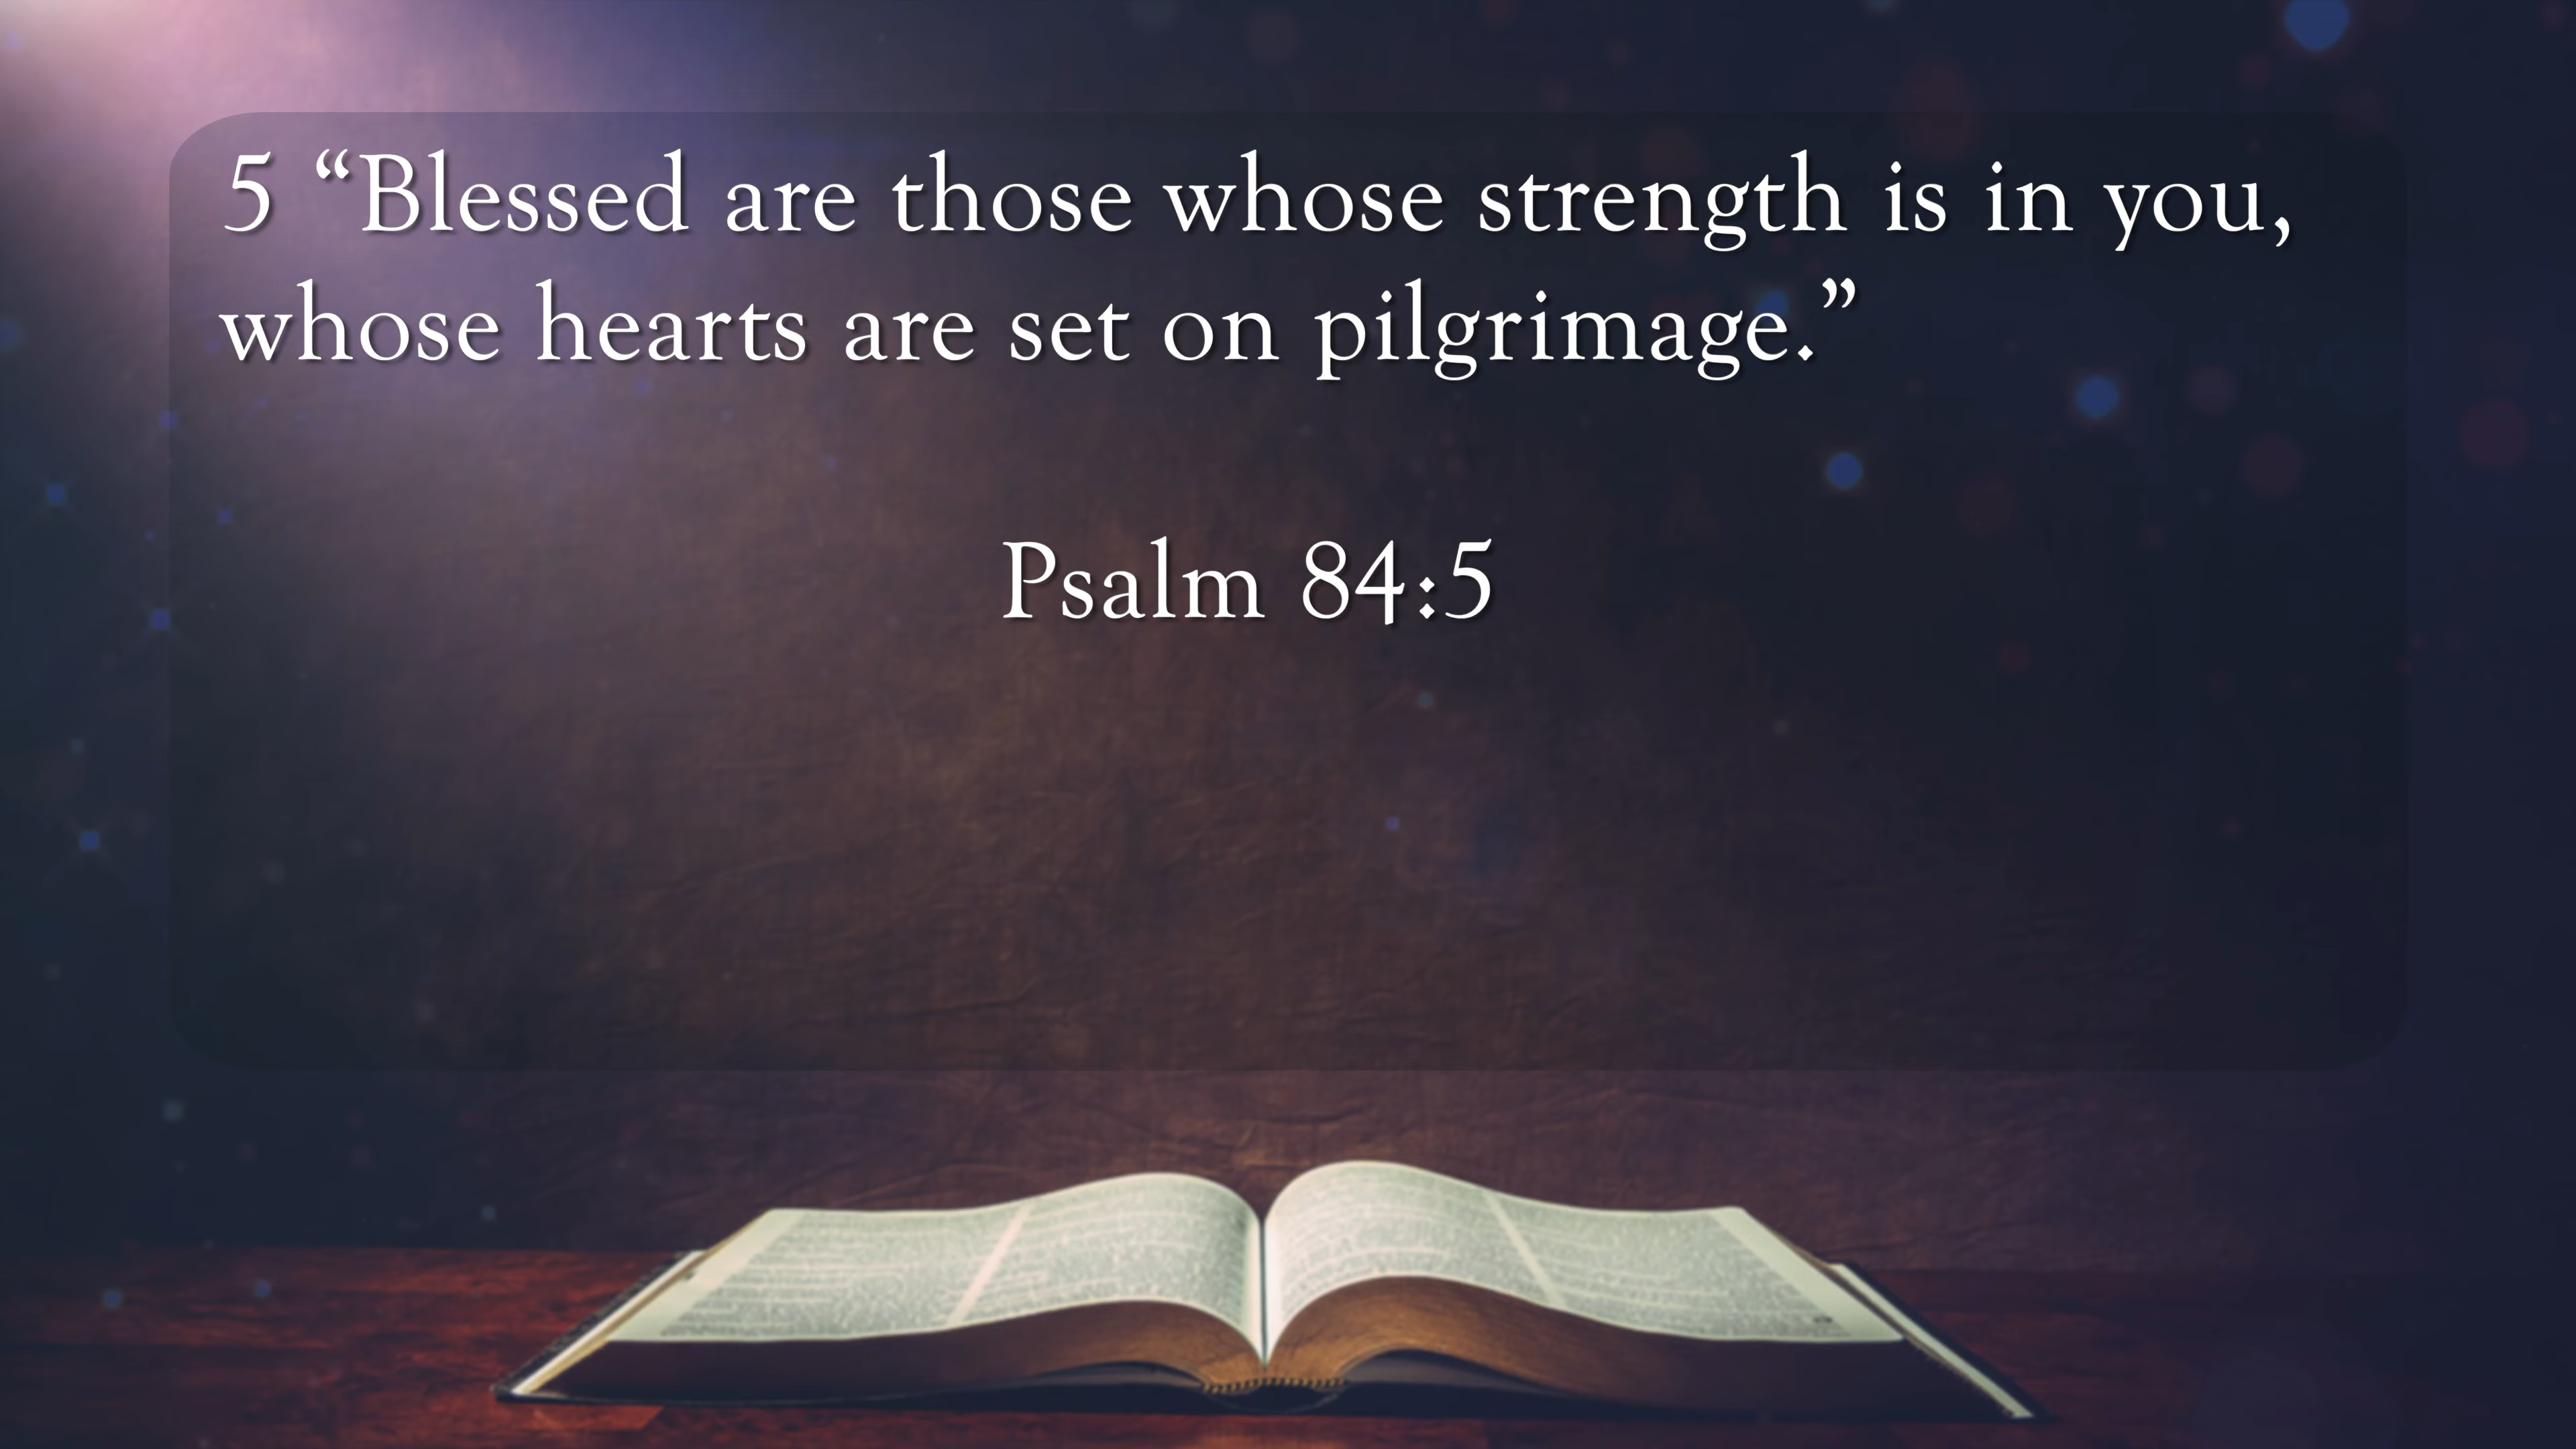 5 “Blessed are those whose strength is in you,
whose hearts are set on pilgrimage.”
Psalm 84:5